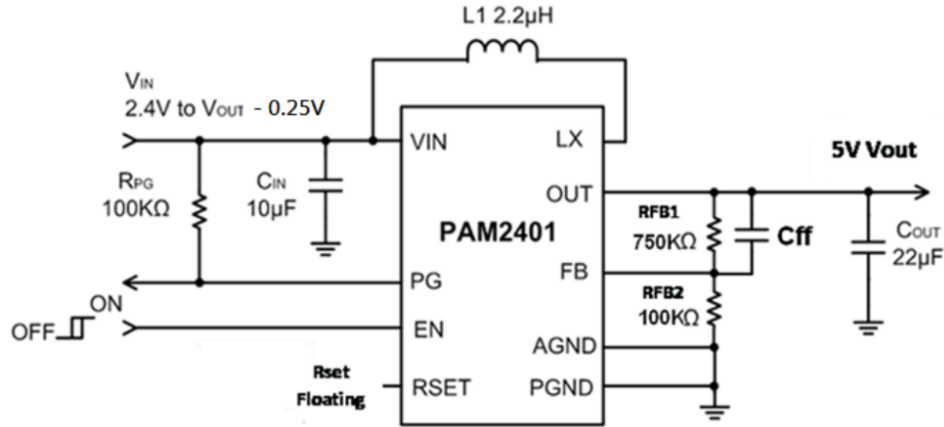 L1 2.2µH
VIN
2.4V to VOUT - 0.25V
VIN
LX
5V Vout
RPG
100KΩ
CIN
10µF
OUT
RFB1
750KΩ
Cff
COUT
22µF
PAM2401
FB
PG
RFB2
100KΩ
ON
OFF
EN
AGND
Rset
Floating
RSET
PGND